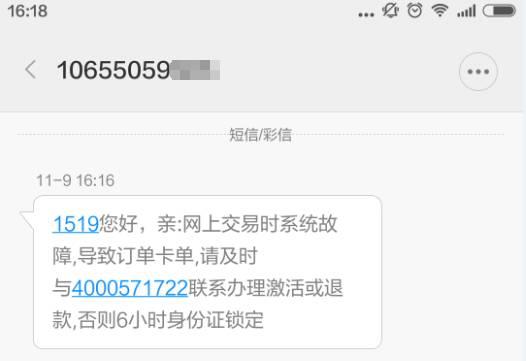 16:18
10655059
短信/彩信
11-9 16:16
1519您好，亲:网上交易时系统故
障,导致订单卡单,请及时
与4000571722联系办理激活或退
款,否则6小时身份证锁定